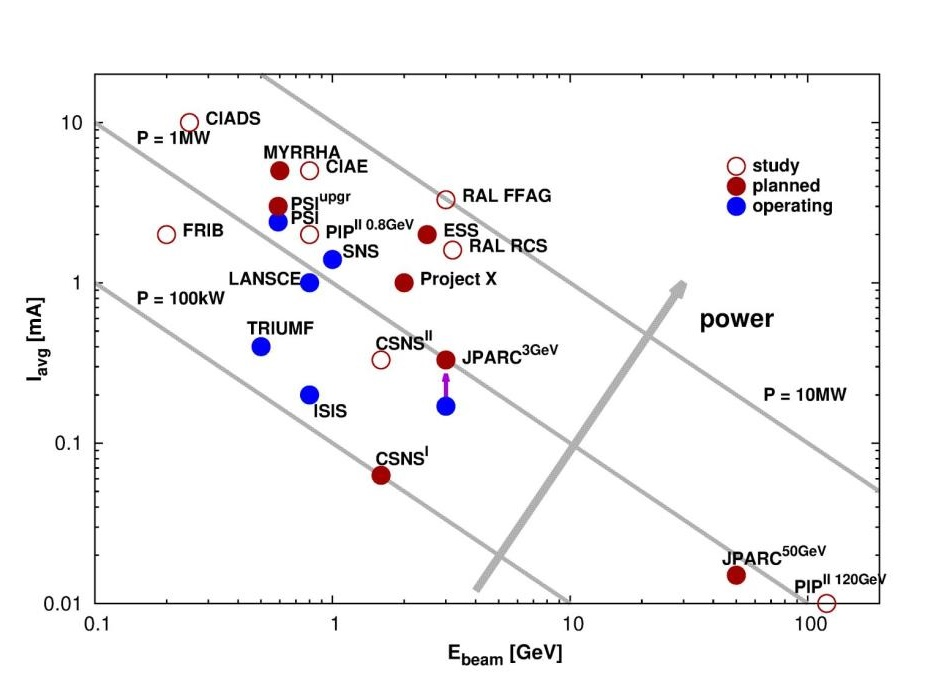 10
CIADS
P = 1MW
MYRRHA
CIAE
study
planned
operating
PSI^upgr
PSI
RAL FFAG
FRIB
PIP^II 0.8GeV
ESS
RAL RCS
SNS
1
LANSCE
Project X
P = 100kW
power
TRIUMF
CSNS^II
JPARC^3GeV
I_avg [mA]
P = 10MW
ISIS
0.1
CSNS^I
JPARC^50GeV
PIP^II 120GeV
0.01
0.1
1
10
100
E_beam [GeV]